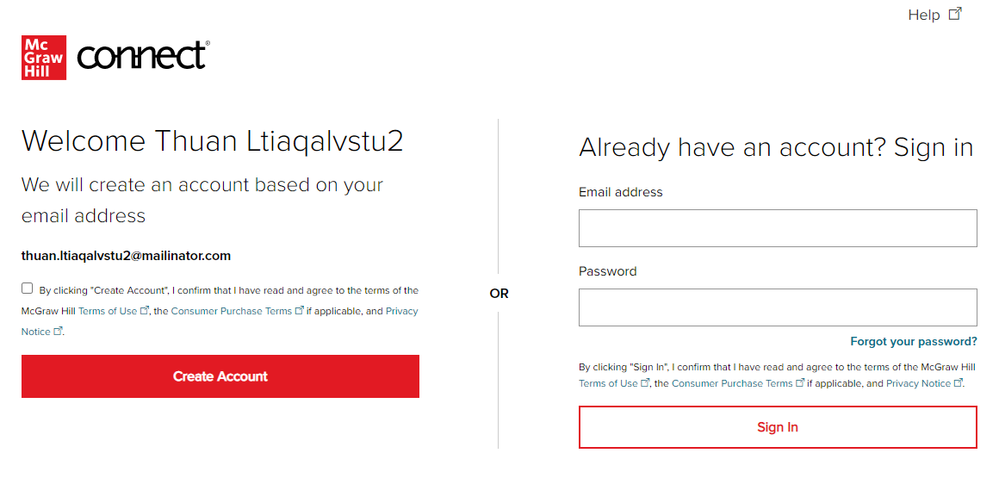 Help
Mc
Graw
Hill
connect®
Welcome Thuan Ltiaqalvstu2
We will create an account based on your
email address
thuan.ltiaqalvstu2@mailinator.com
By clicking "Create Account", I confirm that I have read and agree to the terms of the
McGraw Hill Terms of Use, the Consumer Purchase Terms if applicable, and Privacy
Notice.
Create Account
OR
Already have an account? Sign in
Email address
Password
Forgot your password?
By clicking "Sign In", I confirm that I have read and agree to the terms of the McGraw Hill
Terms of Use, the Consumer Purchase Terms if applicable, and Privacy Notice.
Sign In